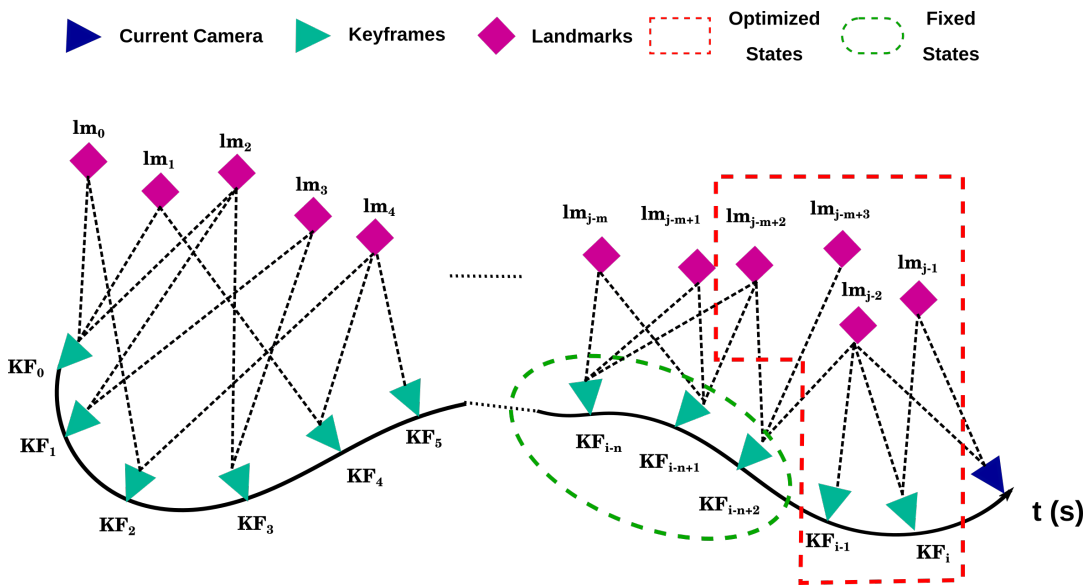 Current Camera
Keyframes
Landmarks
Optimized
States
Fixed
States
lm₀
lm₁
lm₂
lm₃
lm₄
lmⱼ₋ₘ
lmⱼ₋ₘ₊₁
lmⱼ₋ₘ₊₂
lmⱼ₋ₘ₊₃
lmⱼ₋₂
lmⱼ₋₁
KF₀
KF₁
KF₂
KF₃
KF₄
KF₅
KFᵢ₋ₙ
KFᵢ₋ₙ₊₁
KFᵢ₋ₙ₊₂
KFᵢ₋₁
KFᵢ
t (s)